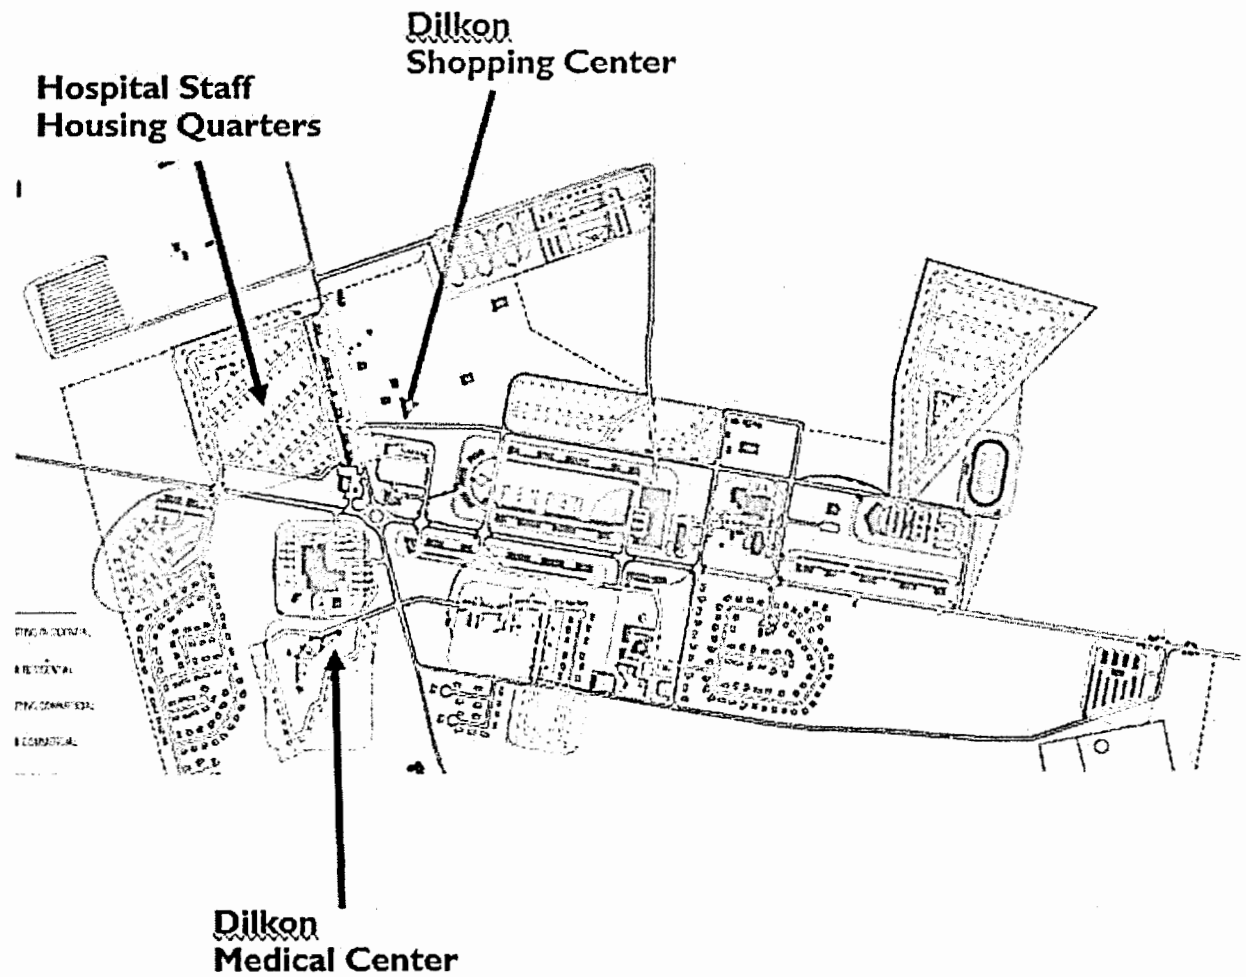 Dilkon
Shopping Center
Hospital Staff
Housing Quarters
Dilkon
Medical Center